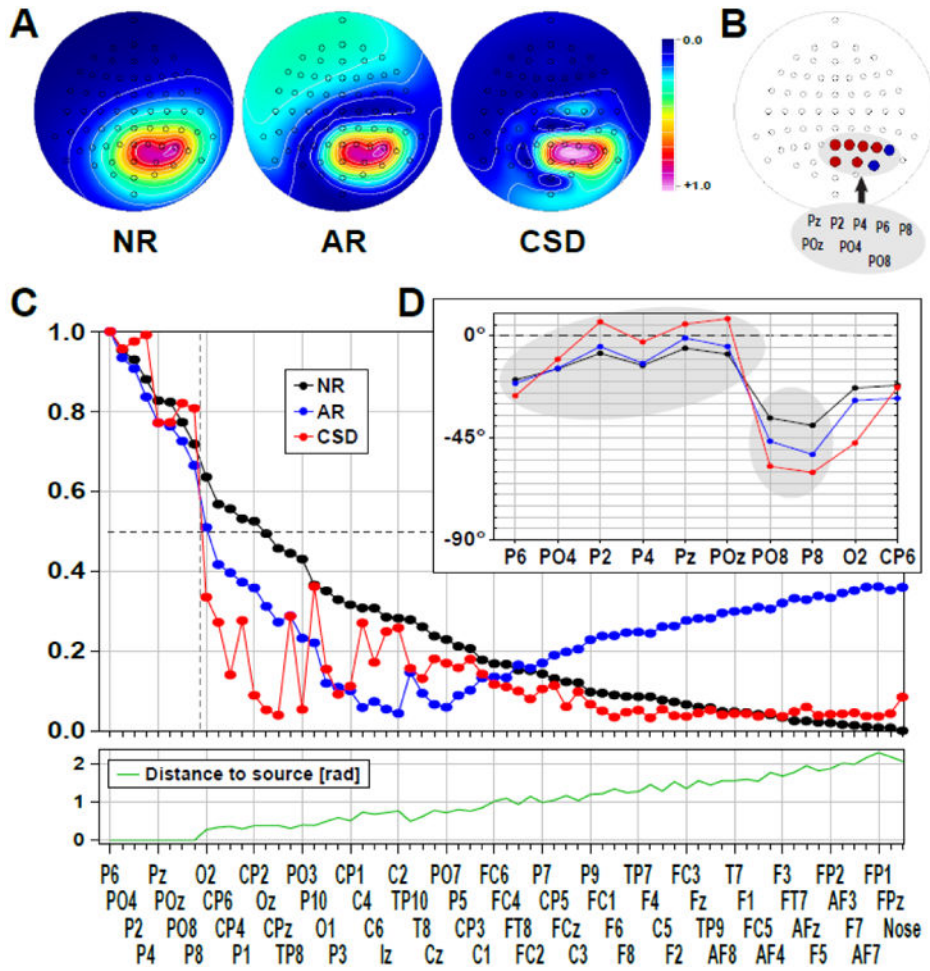 A
B
-0.0
+1.0
NR AR CSD
Pz P2 P4 P6 P8
POz PO4
PO8
C
D
1.0
0.8
0.6
0.4
0.2
0.0
NR
AR
CSD
0°
-45°
-90°
P6 PO4 P2 P4 Pz POz PO8 P8 O2 CP6
2
1
0
Distance to source [rad]
P6 Pz O2 CP2 PO3 CP1 C2 PO7 FC6 P7 P9 TP7 FC3 T7 F3 FP2 FP1
PO4 POz CP6 Oz P10 C4 TP10 P5 FC4 CP5 FC1 F4 Fz F1 FT7 AF3 FPz
P2 PO8 CP4 CPz O1 C6 T8 CP3 FT8 FCz F6 C5 TP9 FC5 AFz F7 Nose
P4 P8 P1 TP8 P3 Iz Cz C1 FC2 C3 F8 F2 AF8 AF4 F5 AF7